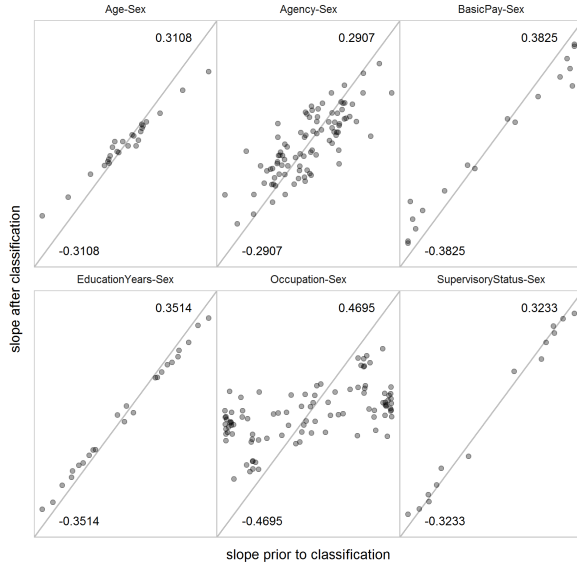 Age-Sex
Agency-Sex
BasicPay-Sex
0.3108
0.2907
0.3825
-0.3108
-0.2907
-0.3825
EducationYears-Sex
Occupation-Sex
SupervisoryStatus-Sex
0.3514
0.4695
0.3233
-0.3514
-0.4695
-0.3233
slope after classification
slope prior to classification